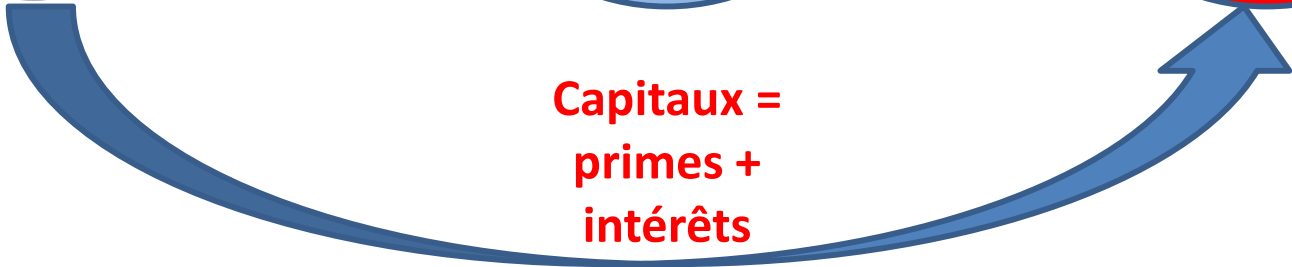 Capitaux =
primes +
intérêts